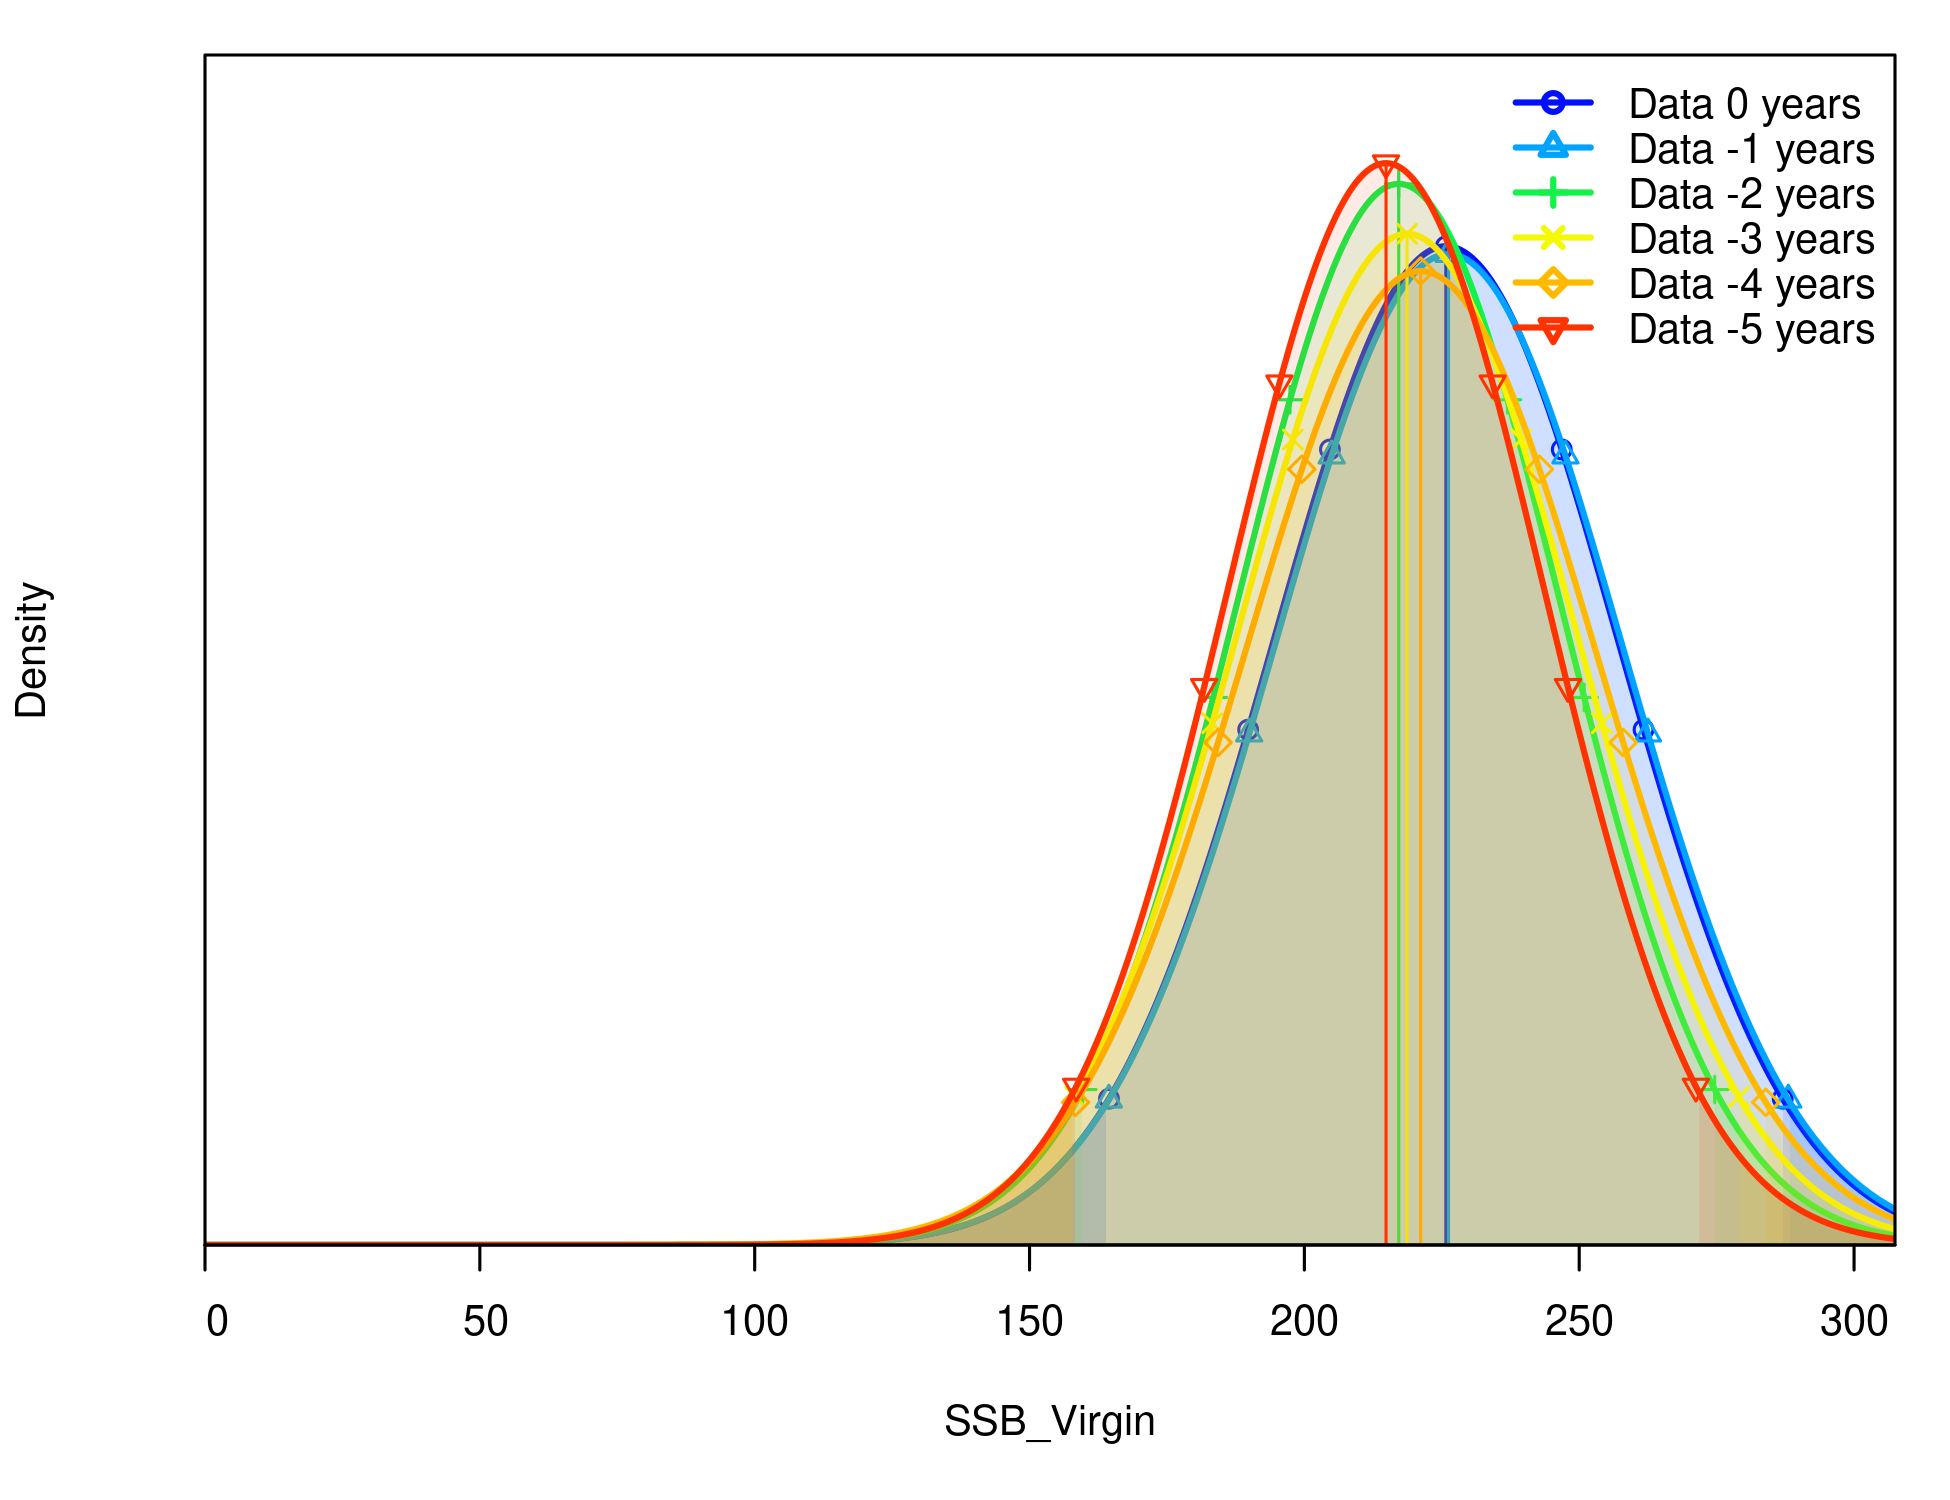 Data 0 years
Data -1 years
Data -2 years
Data -3 years
Data -4 years
Data -5 years
Density
0 50 100 150 200 250 300
SSB_Virgin